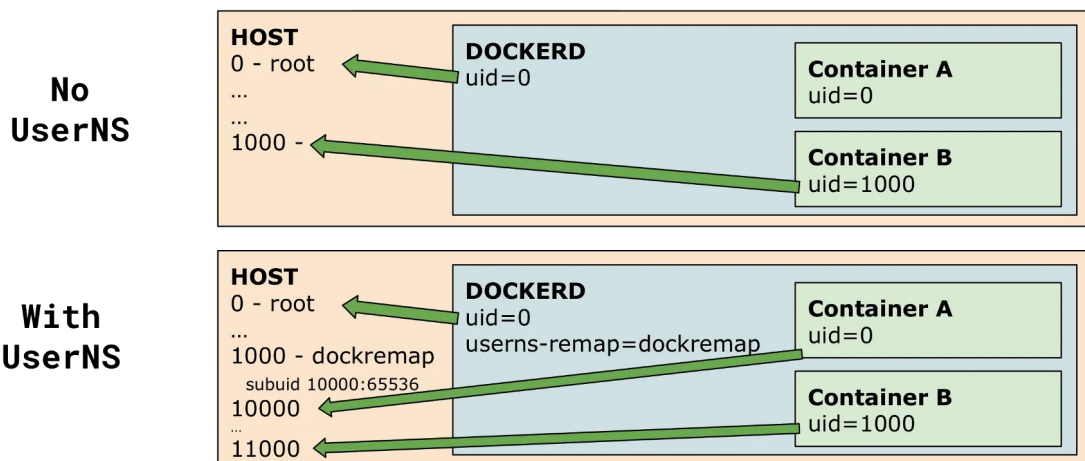 No
UserNS
HOST
0 - root
...
...
1000 -
DOCKERD
uid=0
Container A
uid=0
Container B
uid=1000
With
UserNS
HOST
0 - root
...
1000 - dockremap
subuid 10000:65536
10000
...
11000
DOCKERD
uid=0
userns-remap=dockremap
Container A
uid=0
Container B
uid=1000